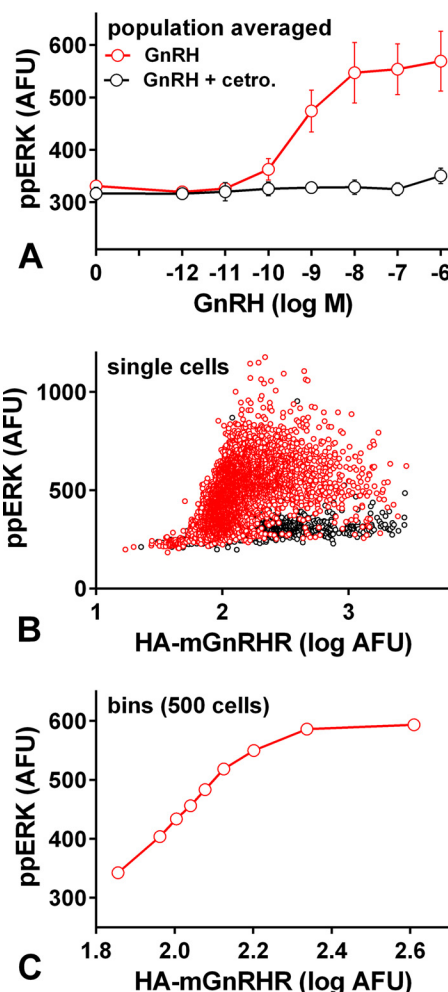 population averaged
GnRH
GnRH + cetro.
ppERK (AFU)
600
500
400
300
0 -12 -11 -10 -9 -8 -7 -6
GnRH (log M)
A
single cells
ppERK (AFU)
1000
500
0
1 2 3
HA-mGnRHR (log AFU)
B
bins (500 cells)
ppERK (AFU)
600
500
400
300
1.8 2.0 2.2 2.4 2.6
HA-mGnRHR (log AFU)
C